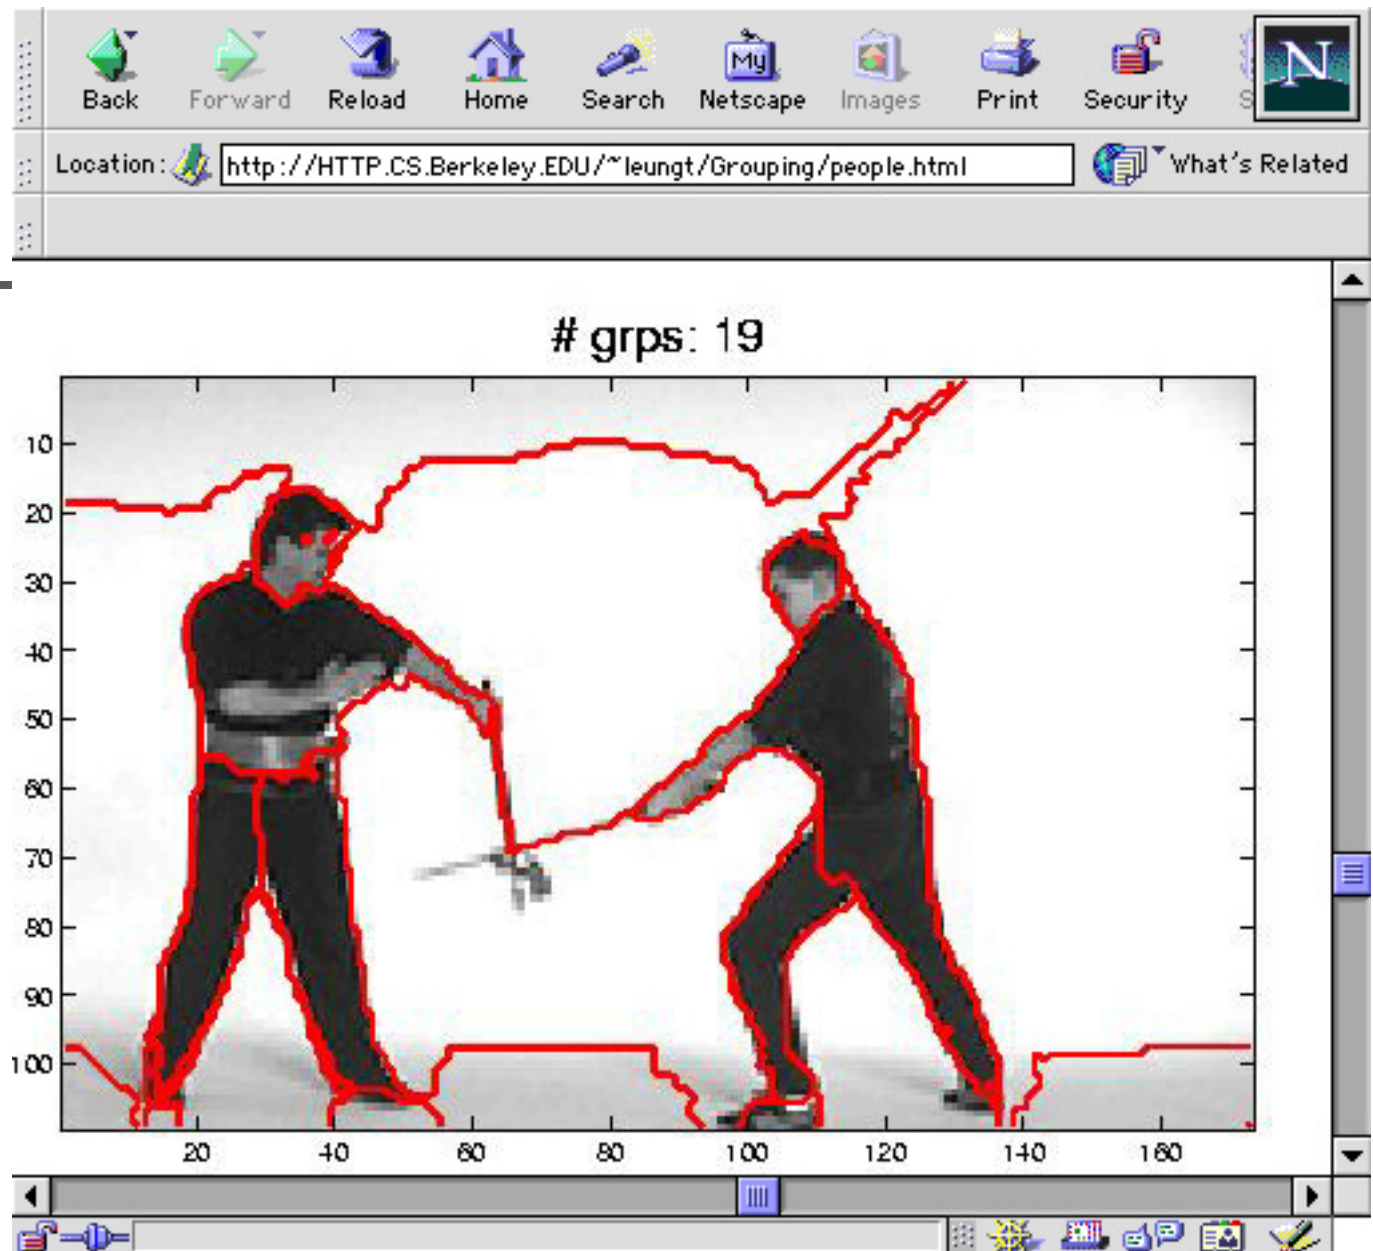 Back Forward Reload Home Search My Netscape Images Print Security S N
Location: http://HTTP.CS.Berkeley.EDU/~leungt/Grouping/people.html What's Related
# grps: 19
10
20
30
40
50
60
70
80
90
100
20 40 60 80 100 120 140 160